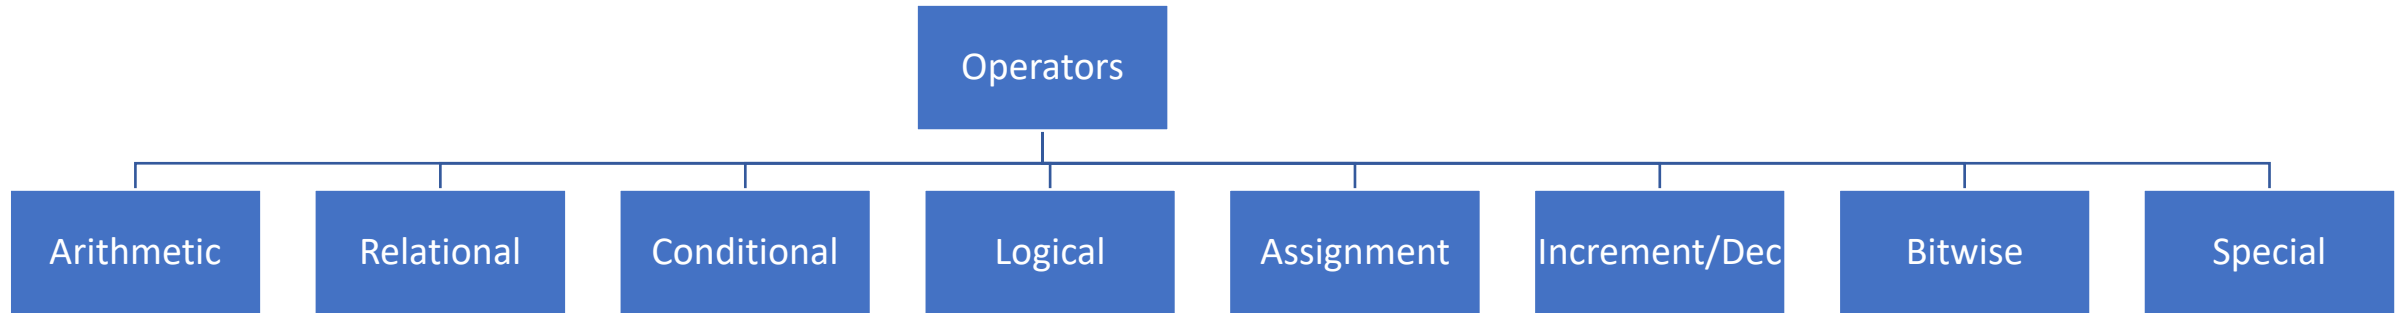 Operators
Arithmetic
Relational
Conditional
Logical
Assignment
Increment/Dec
Bitwise
Special